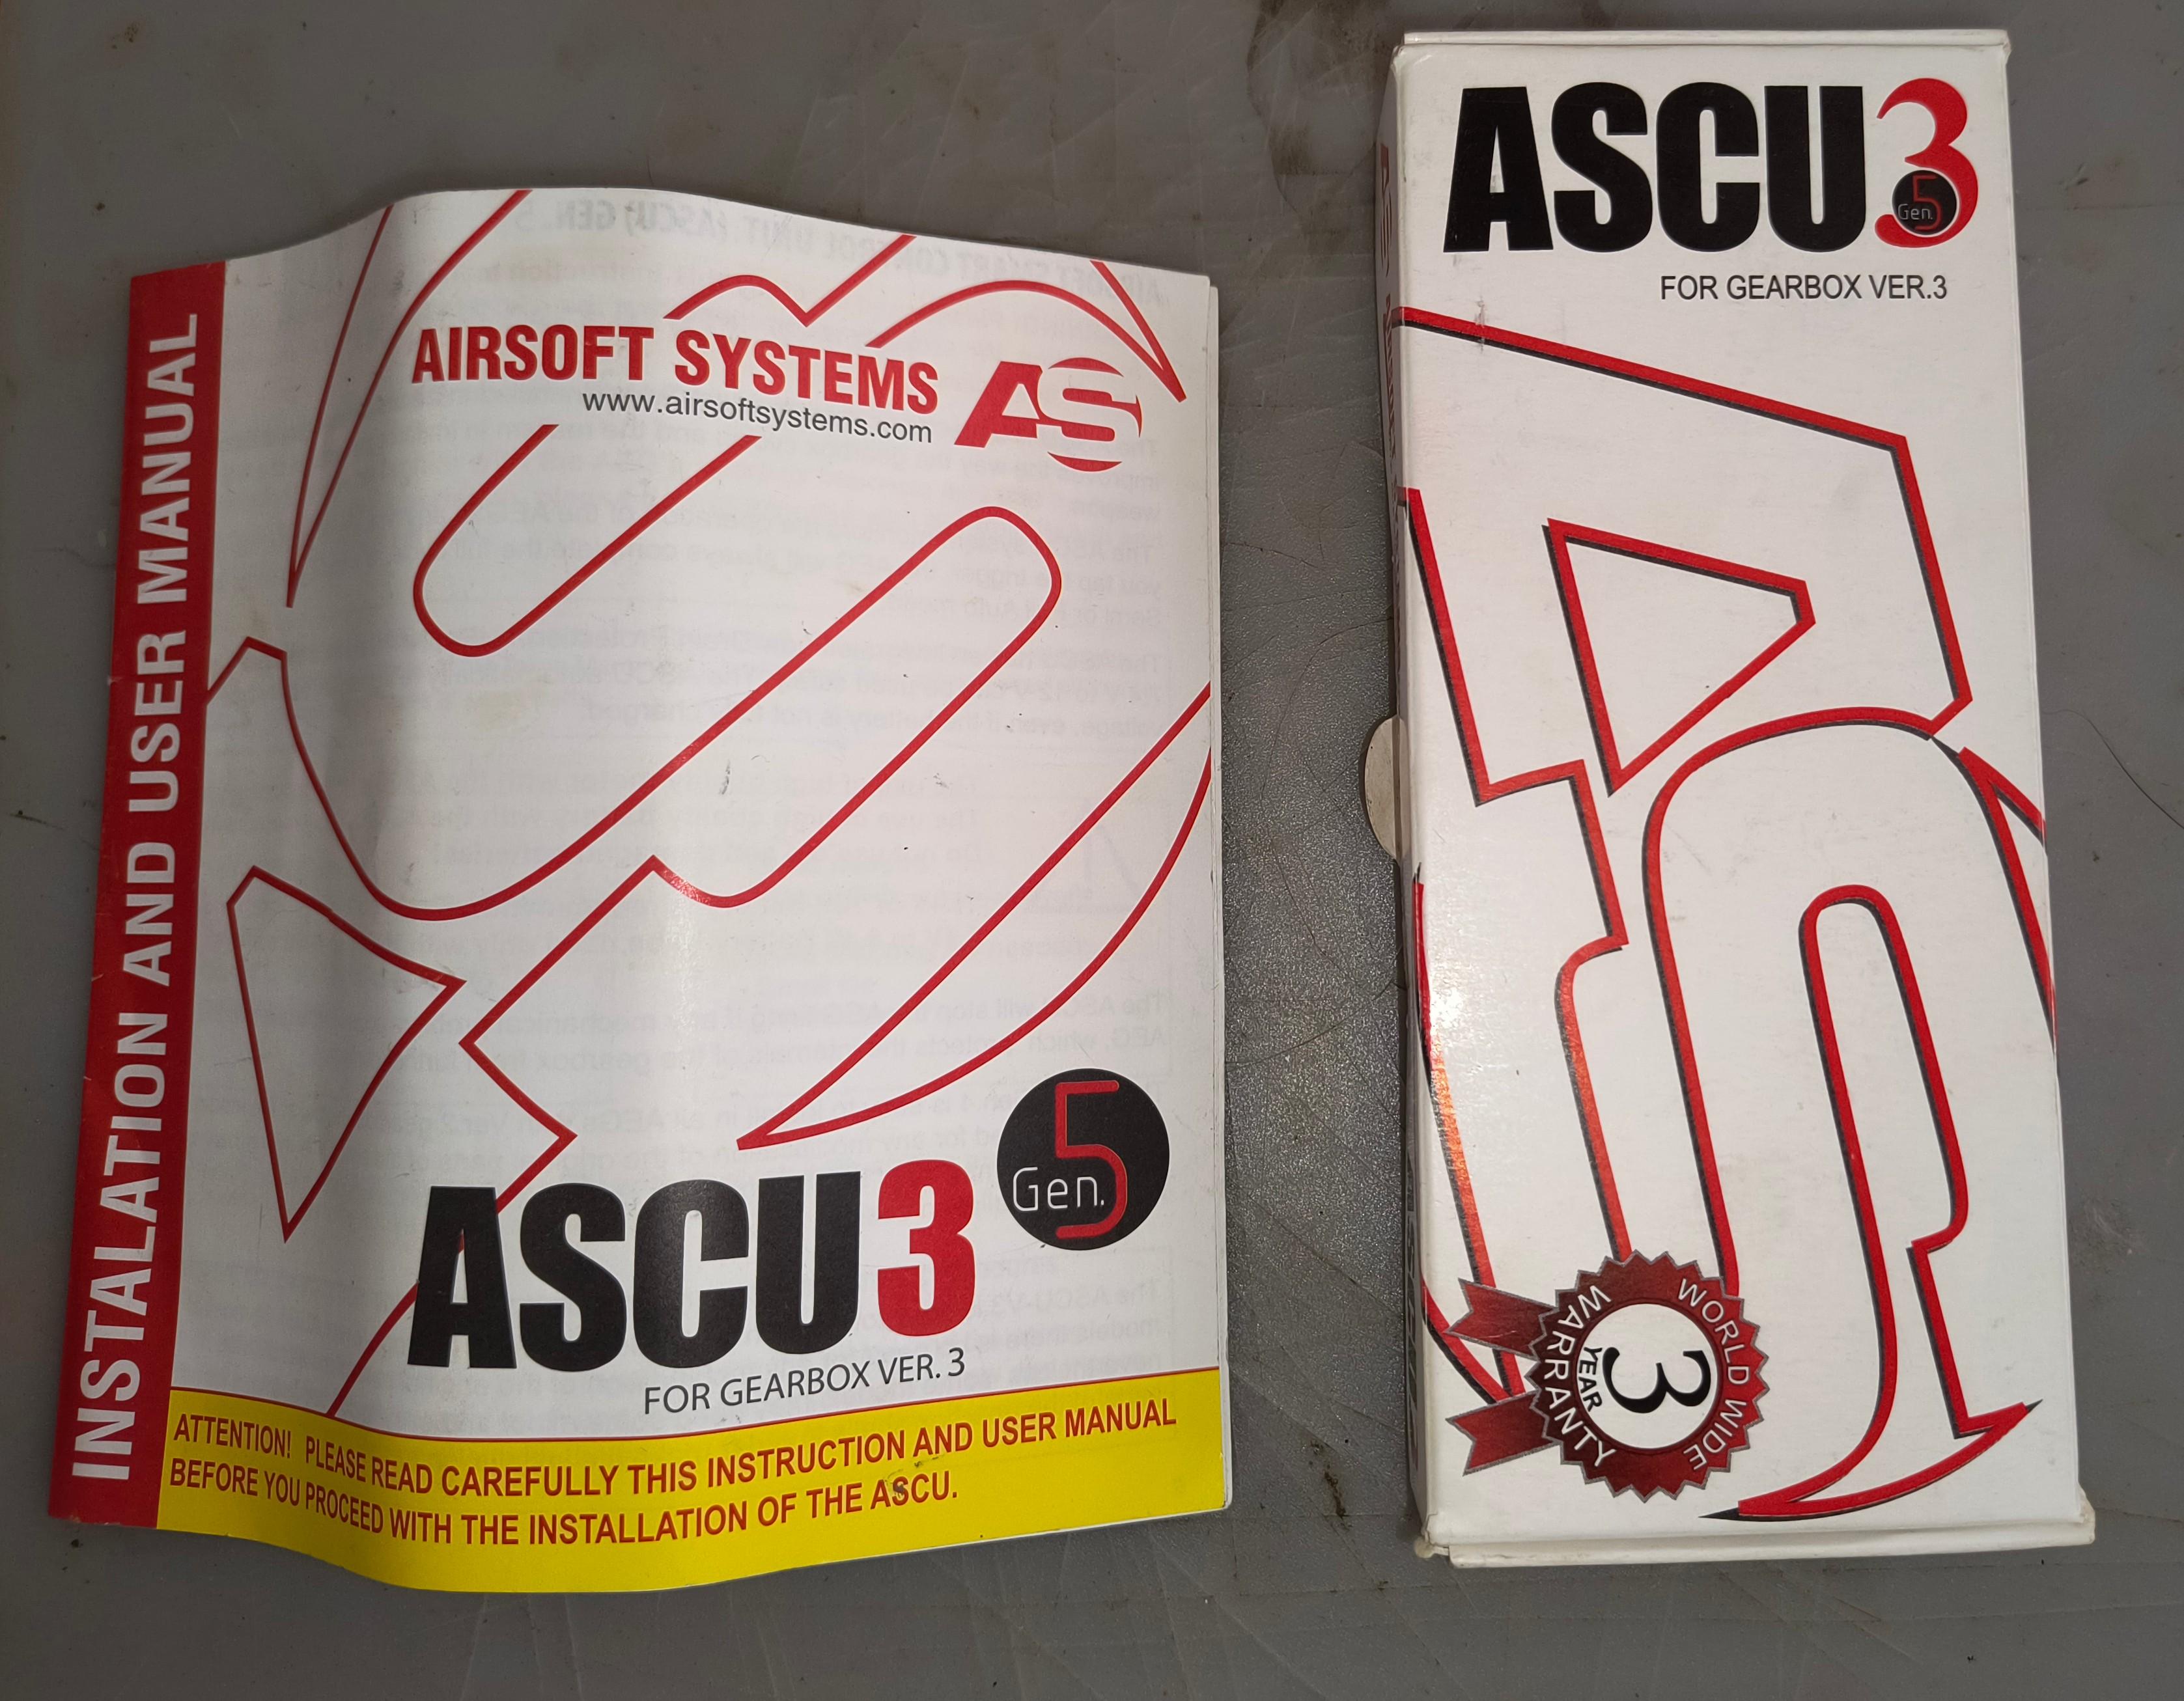 INSTALATION AND USER MANUAL
AIRSOFT SYSTEMS
www.airsoftsystems.com
AS
Gen.5
ASCU3
FOR GEARBOX VER. 3
ATTENTION! PLEASE READ CAREFULLY THIS INSTRUCTION AND USER MANUAL
BEFORE YOU PROCEED WITH THE INSTALLATION OF THE ASCU.
ASCU3
Gen.5
FOR GEARBOX VER.3
WORLD WIDE
3
YEAR
WARRANTY